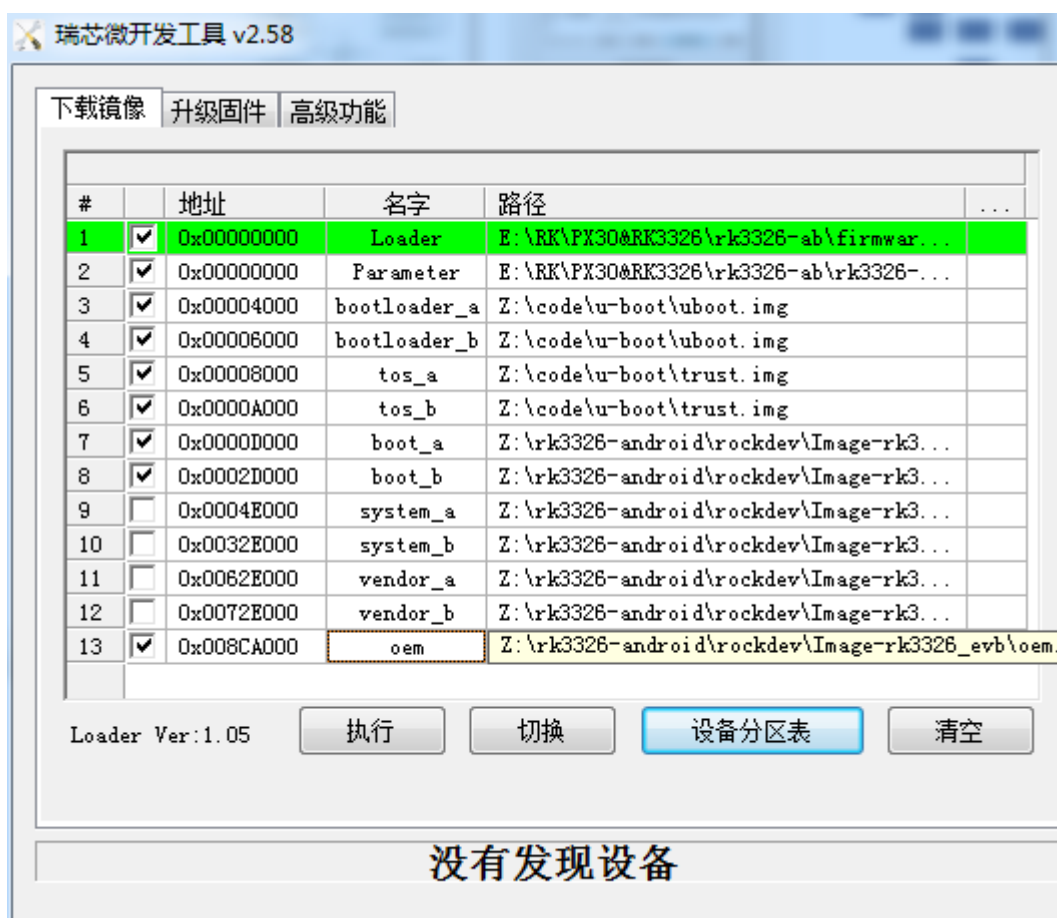 瑞芯微开发工具 v2.58
下载镜像 升级固件 高级功能
# 地址 名字 路径 ...
1 0x00000000 Loader E:\RK\PX30&RK3326\rk3326-ab\firmwar...
2 0x00000000 Parameter E:\RK\PX30&RK3326\rk3326-ab\rk3326-...
3 0x00004000 bootloader_a Z:\code\u-boot\uboot.img
4 0x00006000 bootloader_b Z:\code\u-boot\uboot.img
5 0x00008000 tos_a Z:\code\u-boot\trust.img
6 0x0000A000 tos_b Z:\code\u-boot\trust.img
7 0x0000D000 boot_a Z:\rk3326-android\rockdev\Image-rk3...
8 0x0002D000 boot_b Z:\rk3326-android\rockdev\Image-rk3...
9 0x0004E000 system_a Z:\rk3326-android\rockdev\Image-rk3...
10 0x0032E000 system_b Z:\rk3326-android\rockdev\Image-rk3...
11 0x0062E000 vendor_a Z:\rk3326-android\rockdev\Image-rk3...
12 0x0072E000 vendor_b Z:\rk3326-android\rockdev\Image-rk3...
13 0x008CA000 oem Z:\rk3326-android\rockdev\Image-rk3326_evb\oem.
Loader Ver:1.05 执行 切换 设备分区表 清空
没有发现设备